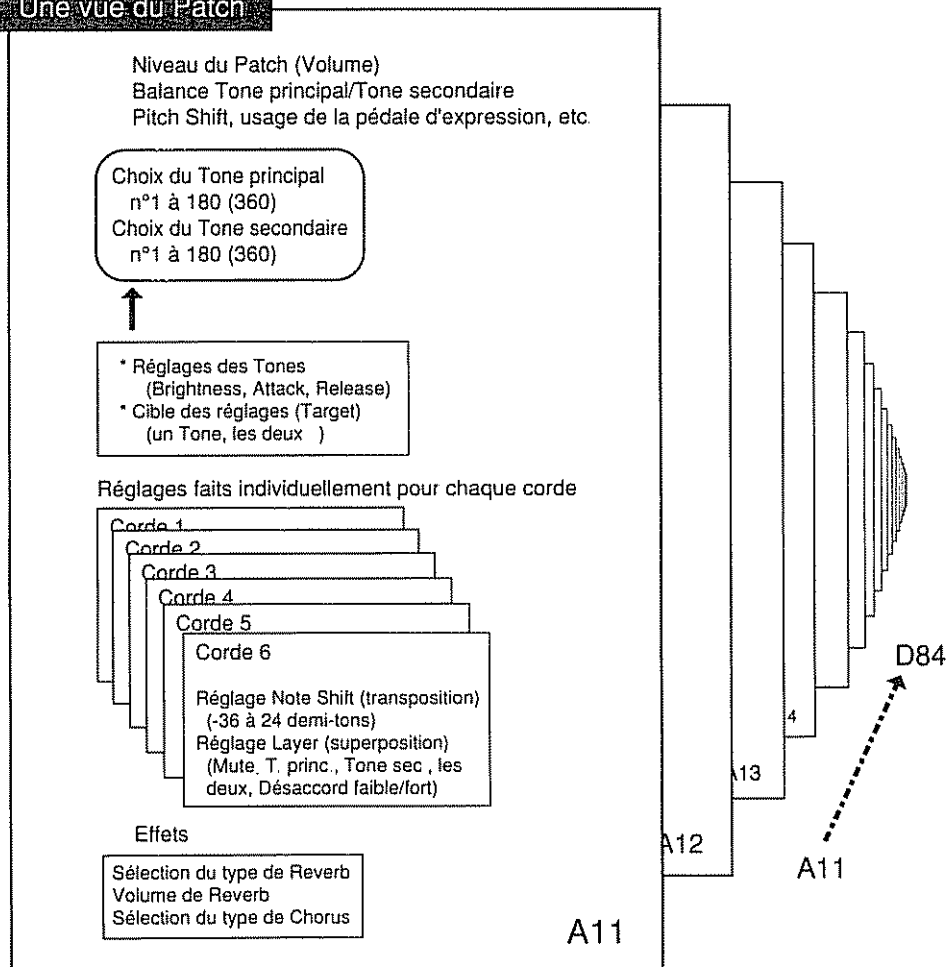 Une vue du Patch
Niveau du Patch (Volume)
Balance Tone principal/Tone secondaire
Pitch Shift, usage de la pédale d'expression, etc.
Choix du Tone principal
n°1 à 180 (360)
Choix du Tone secondaire
n°1 à 180 (360)
* Réglages des Tones
(Brightness, Attack, Release)
* Cible des réglages (Target)
(un Tone, les deux )
Réglages faits individuellement pour chaque corde
Corde 1
Corde 2
Corde 3
Corde 4
Corde 5
Corde 6
Réglage Note Shift (transposition)
(-36 à 24 demi-tons)
Réglage Layer (superposition)
(Mute, T. princ., Tone sec , les
deux, Désaccord faible/fort)
Effets
Sélection du type de Reverb
Volume de Reverb
Sélection du type de Chorus
A11
A12
A13
4
D84
A11